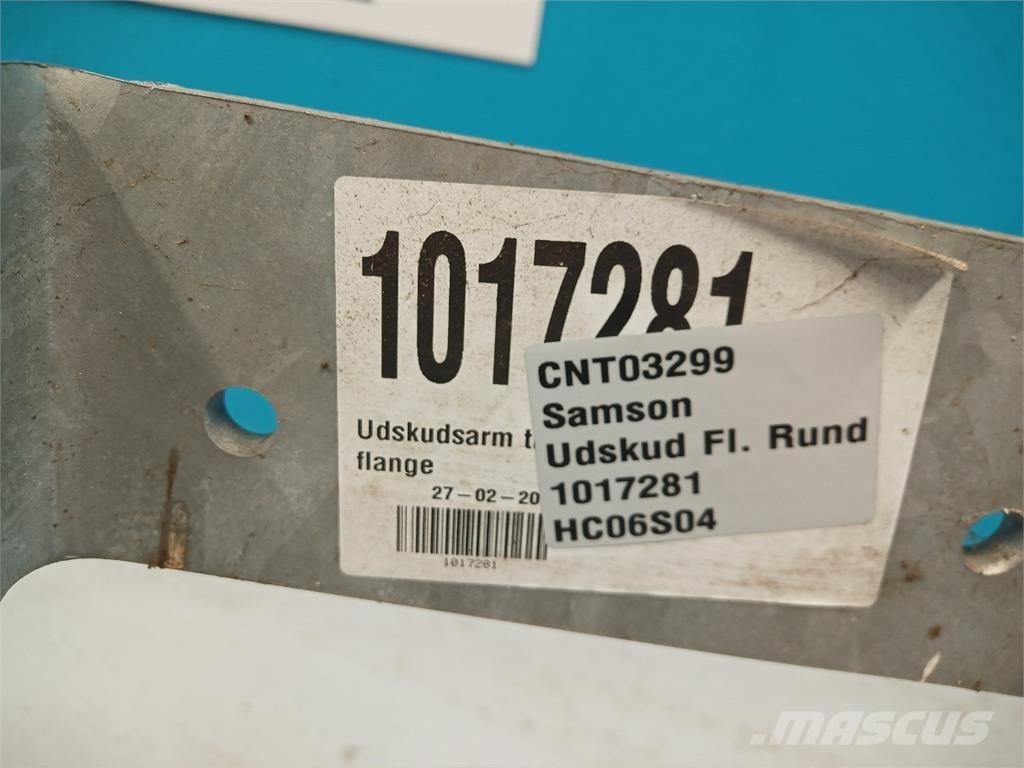 1017281
Udskudsarm
flange
27-02-20
1017281
CNT03299
Samson
Udskud Fl. Rund
1017281
HC06S04
MASCUS